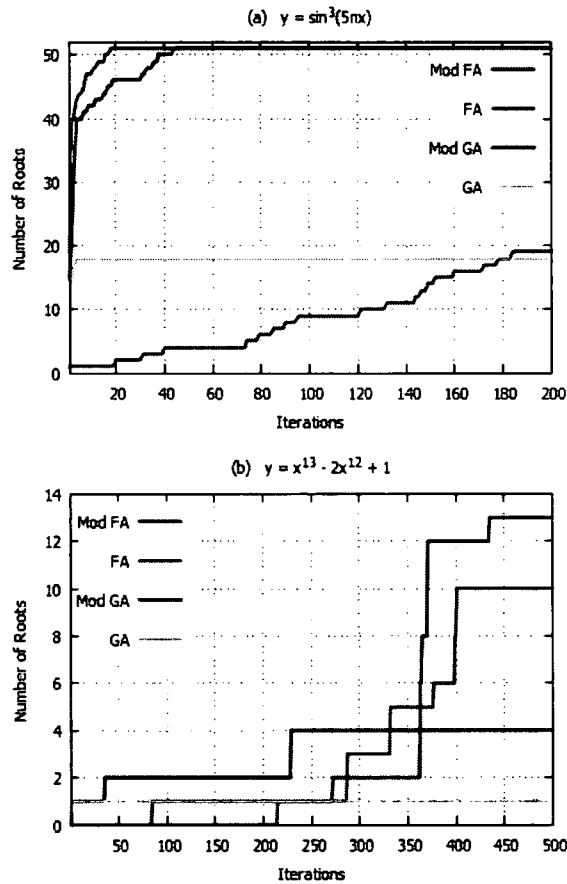 (a) y = sin³(5πx)
50
40
30
20
10
0
Number of Roots
Mod FA
FA
Mod GA
GA
20 40 60 80 100 120 140 160 180 200
Iterations
(b) y = x¹³ - 2x¹² + 1
14
12
10
8
6
4
2
0
Number of Roots
Mod FA
FA
Mod GA
GA
50 100 150 200 250 300 350 400 450 500
Iterations